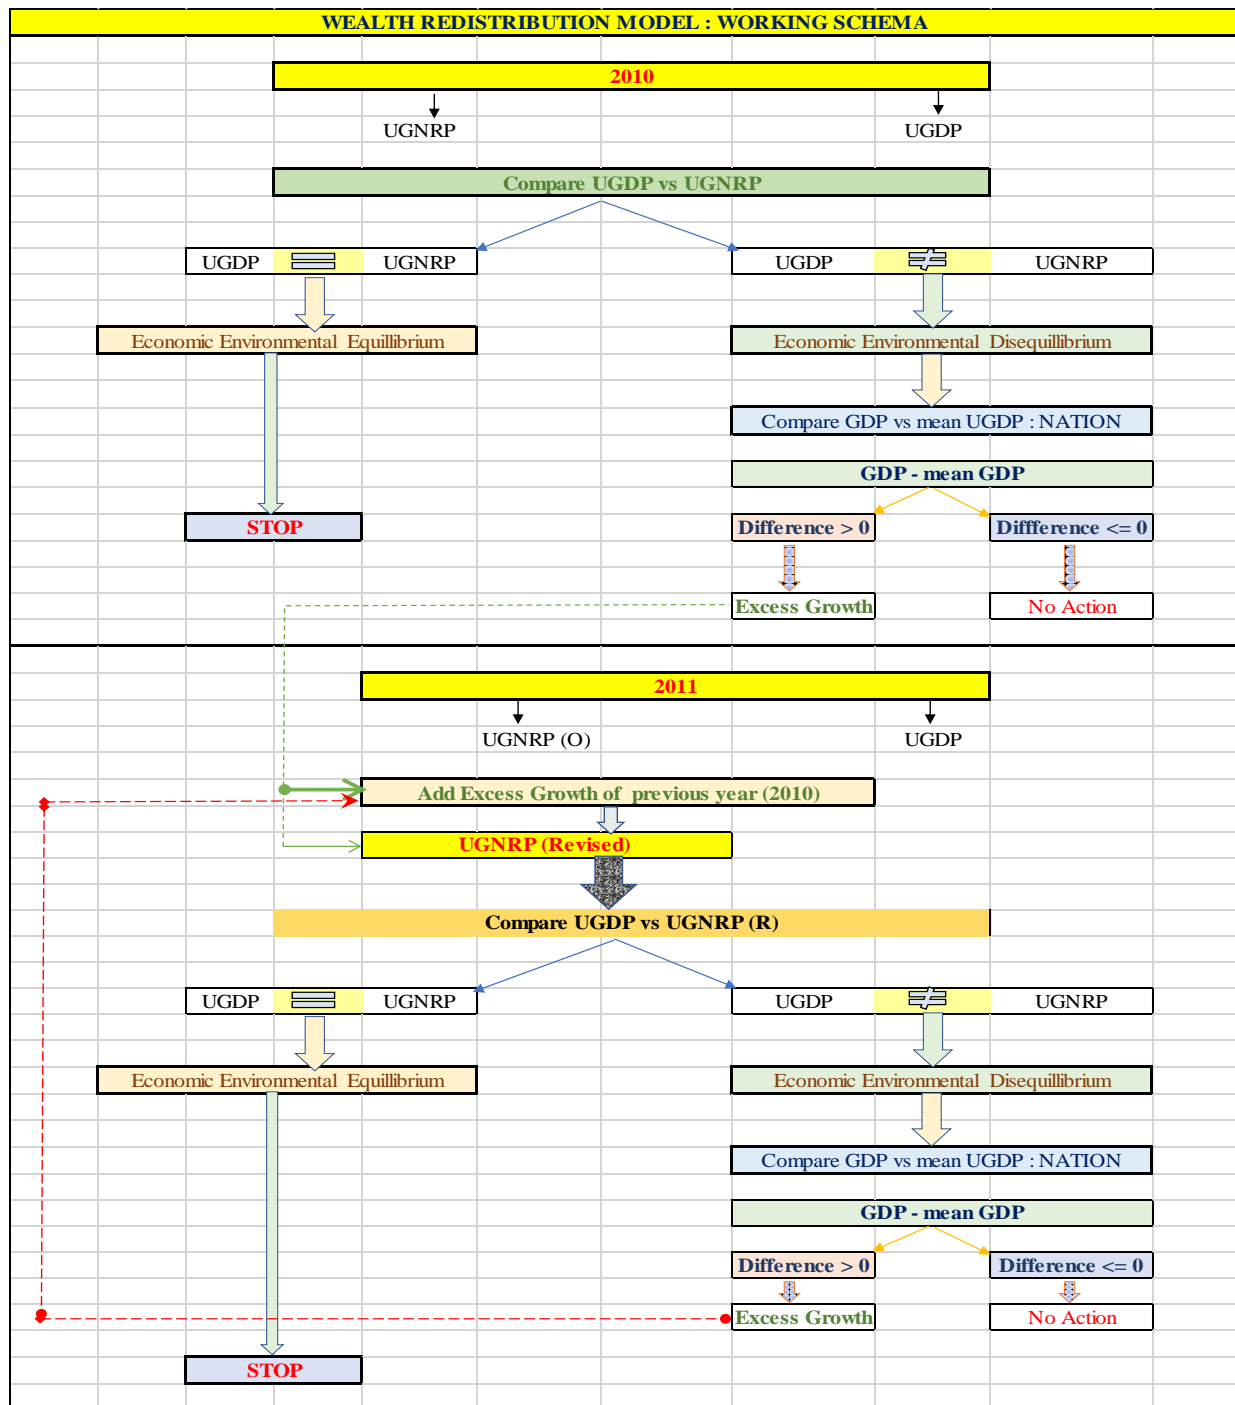 WEALTH REDISTRIBUTION MODEL : WORKING SCHEMA
2010
UGNRP UGDP
Compare UGDP vs UGNRP
UGDP = UGNRP UGDP ≠ UGNRP
Economic Environmental Equillibrium Economic Environmental Disequillibrium
Compare GDP vs mean UGDP : NATION
GDP - mean GDP
STOP Difference > 0 Diffference <= 0
Excess Growth No Action
2011
UGNRP (O) UGDP
Add Excess Growth of previous year (2010)
UGNRP (Revised)
Compare UGDP vs UGNRP (R)
UGDP = UGNRP UGDP ≠ UGNRP
Economic Environmental Equillibrium Economic Environmental Disequillibrium
Compare GDP vs mean UGDP : NATION
GDP - mean GDP
Difference > 0 Difference <= 0
Excess Growth No Action
STOP